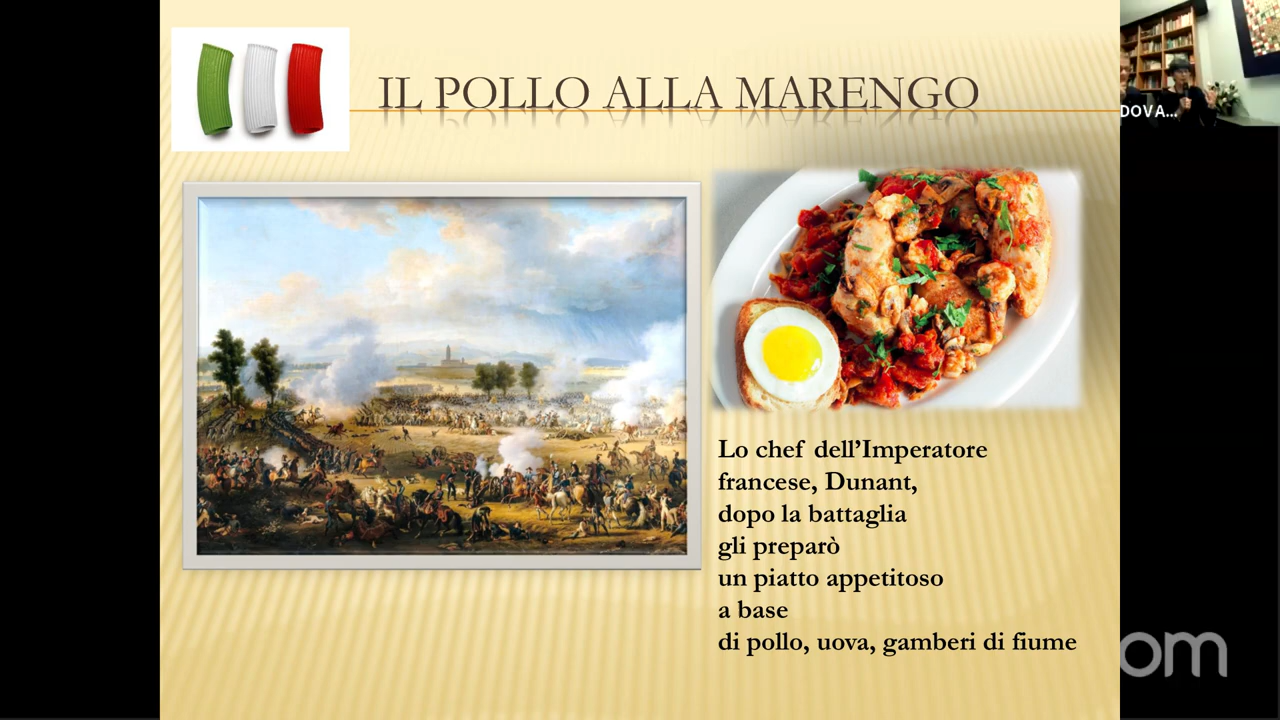 IL POLLO ALLA MARENGO
DOV A...
Lo chef dell’Imperatore
francese, Dunant,
dopo la battaglia
gli preparò
un piatto appetitoso
a base
di pollo, uova, gamberi di fiume
om